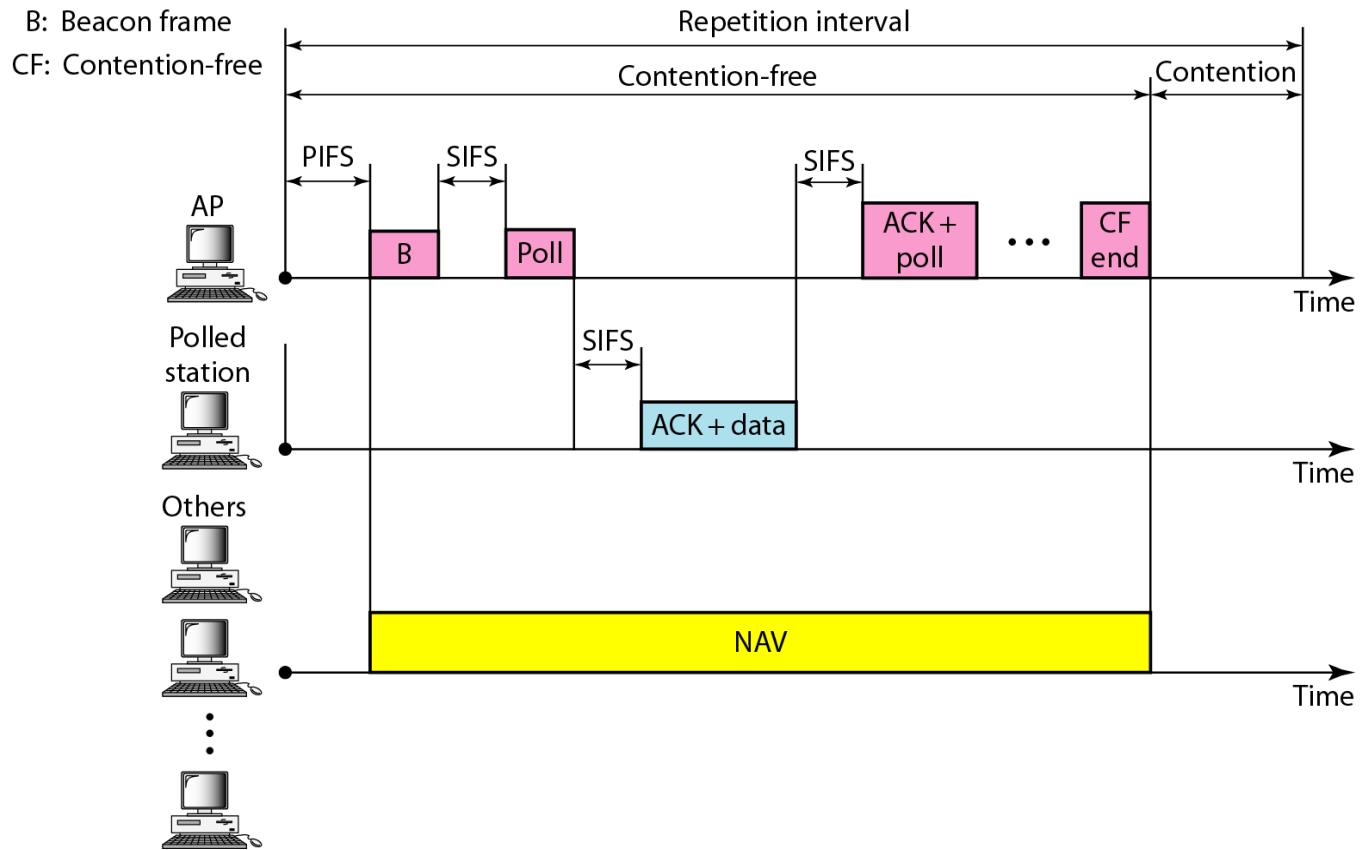 B: Beacon frame
CF: Contention-free
Repetition interval
Contention-free
Contention
PIFS
SIFS
SIFS
AP
B
Poll
ACK +
poll
CF
end
Time
Polled
station
SIFS
ACK + data
Time
Others
NAV
Time